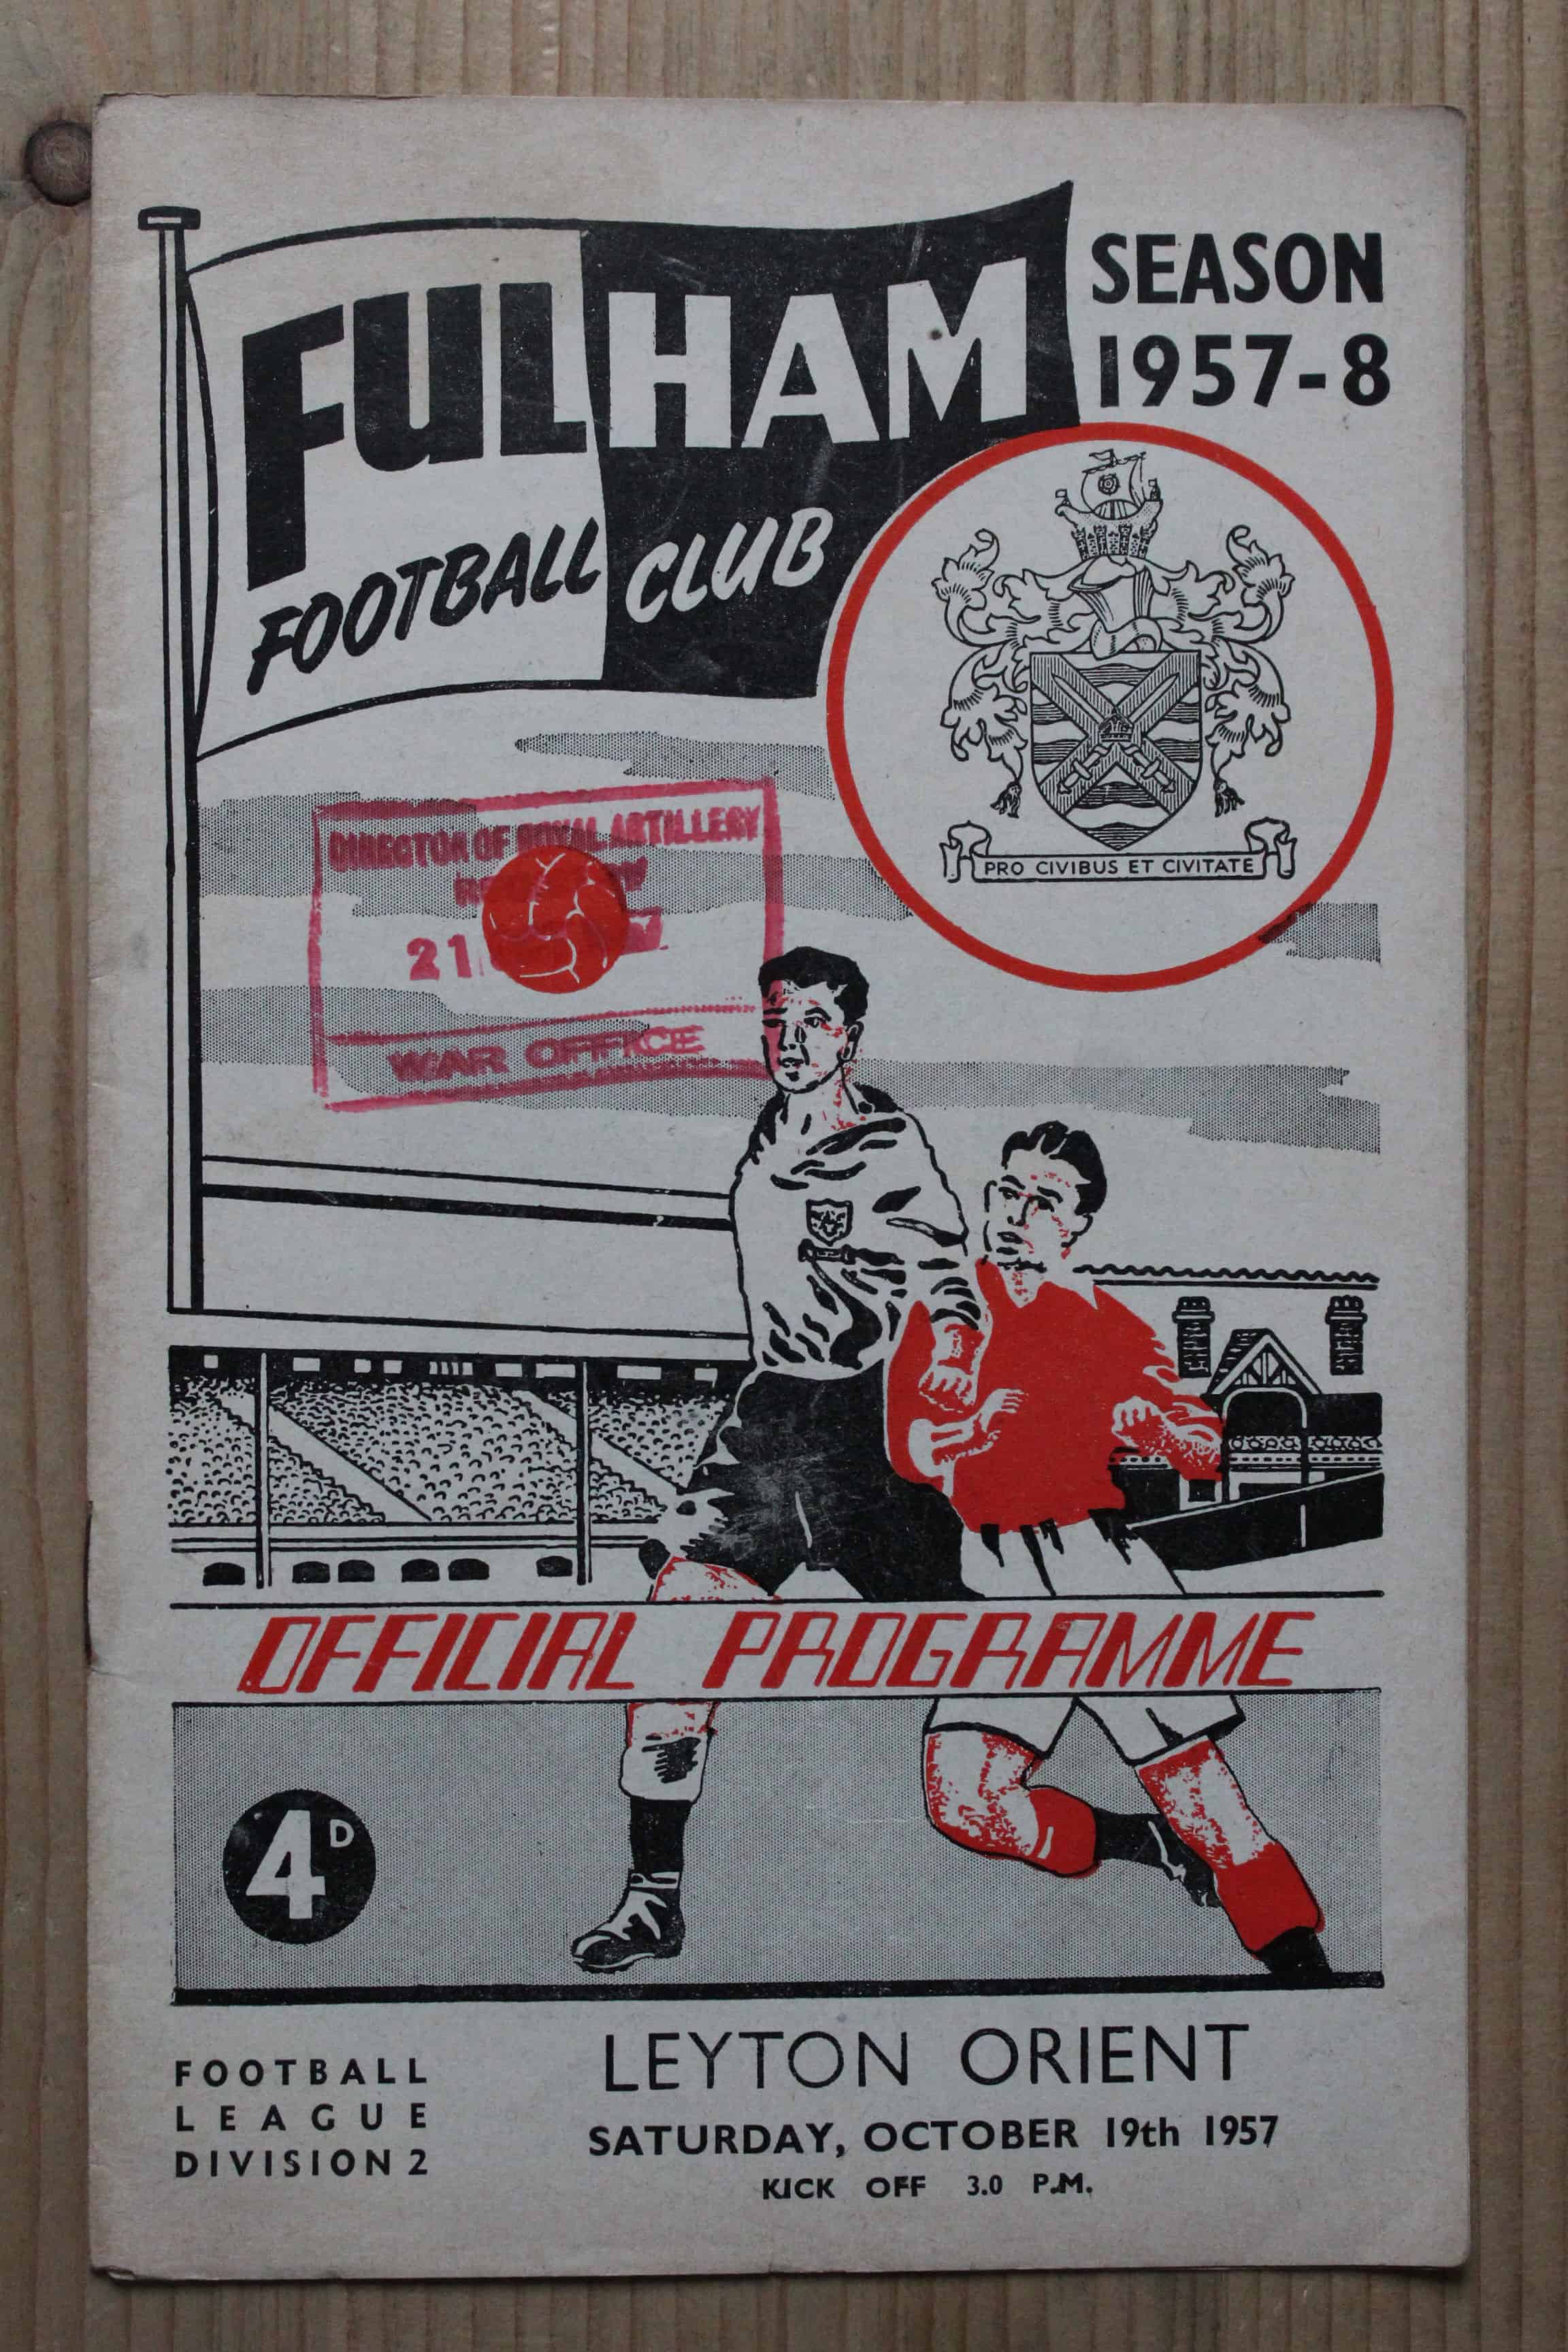 FULHAM
FOOTBALL CLUB
SEASON
1957-8
PRO CIVIBUS ET CIVITATE
DIRECTOR OF ROYAL ARTILLERY
21
WAR OFFICE
OFFICIAL PROGRAMME
4D
FOOTBALL
LEAGUE
DIVISION 2
LEYTON ORIENT
SATURDAY, OCTOBER 19th 1957
KICK OFF 3.0 P.M.